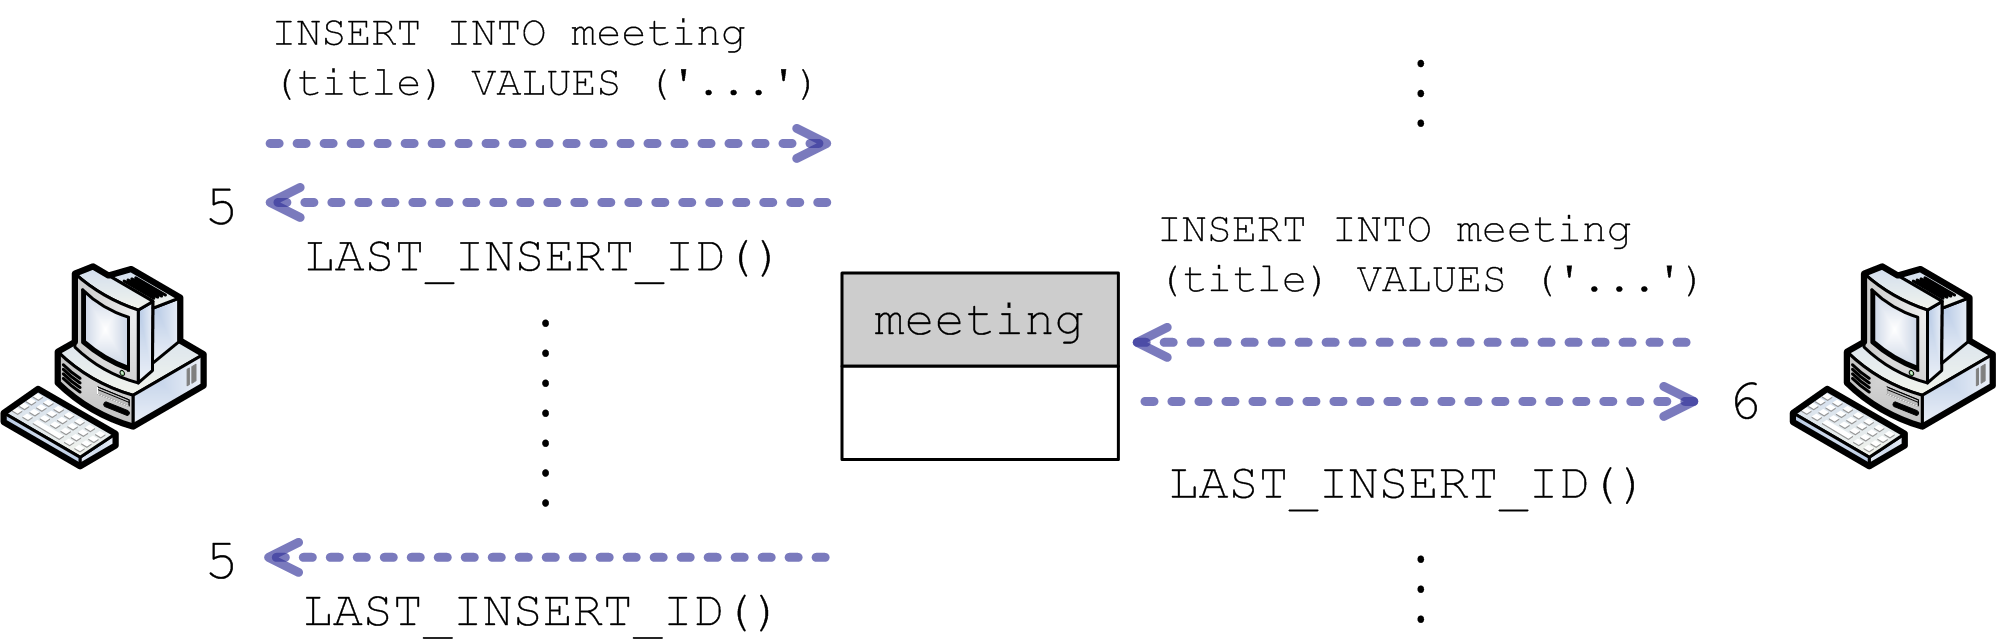 INSERT INTO meeting
(title) VALUES ('...')
5
LAST_INSERT_ID()
5
LAST_INSERT_ID()
meeting
INSERT INTO meeting
(title) VALUES ('...')
6
LAST_INSERT_ID()